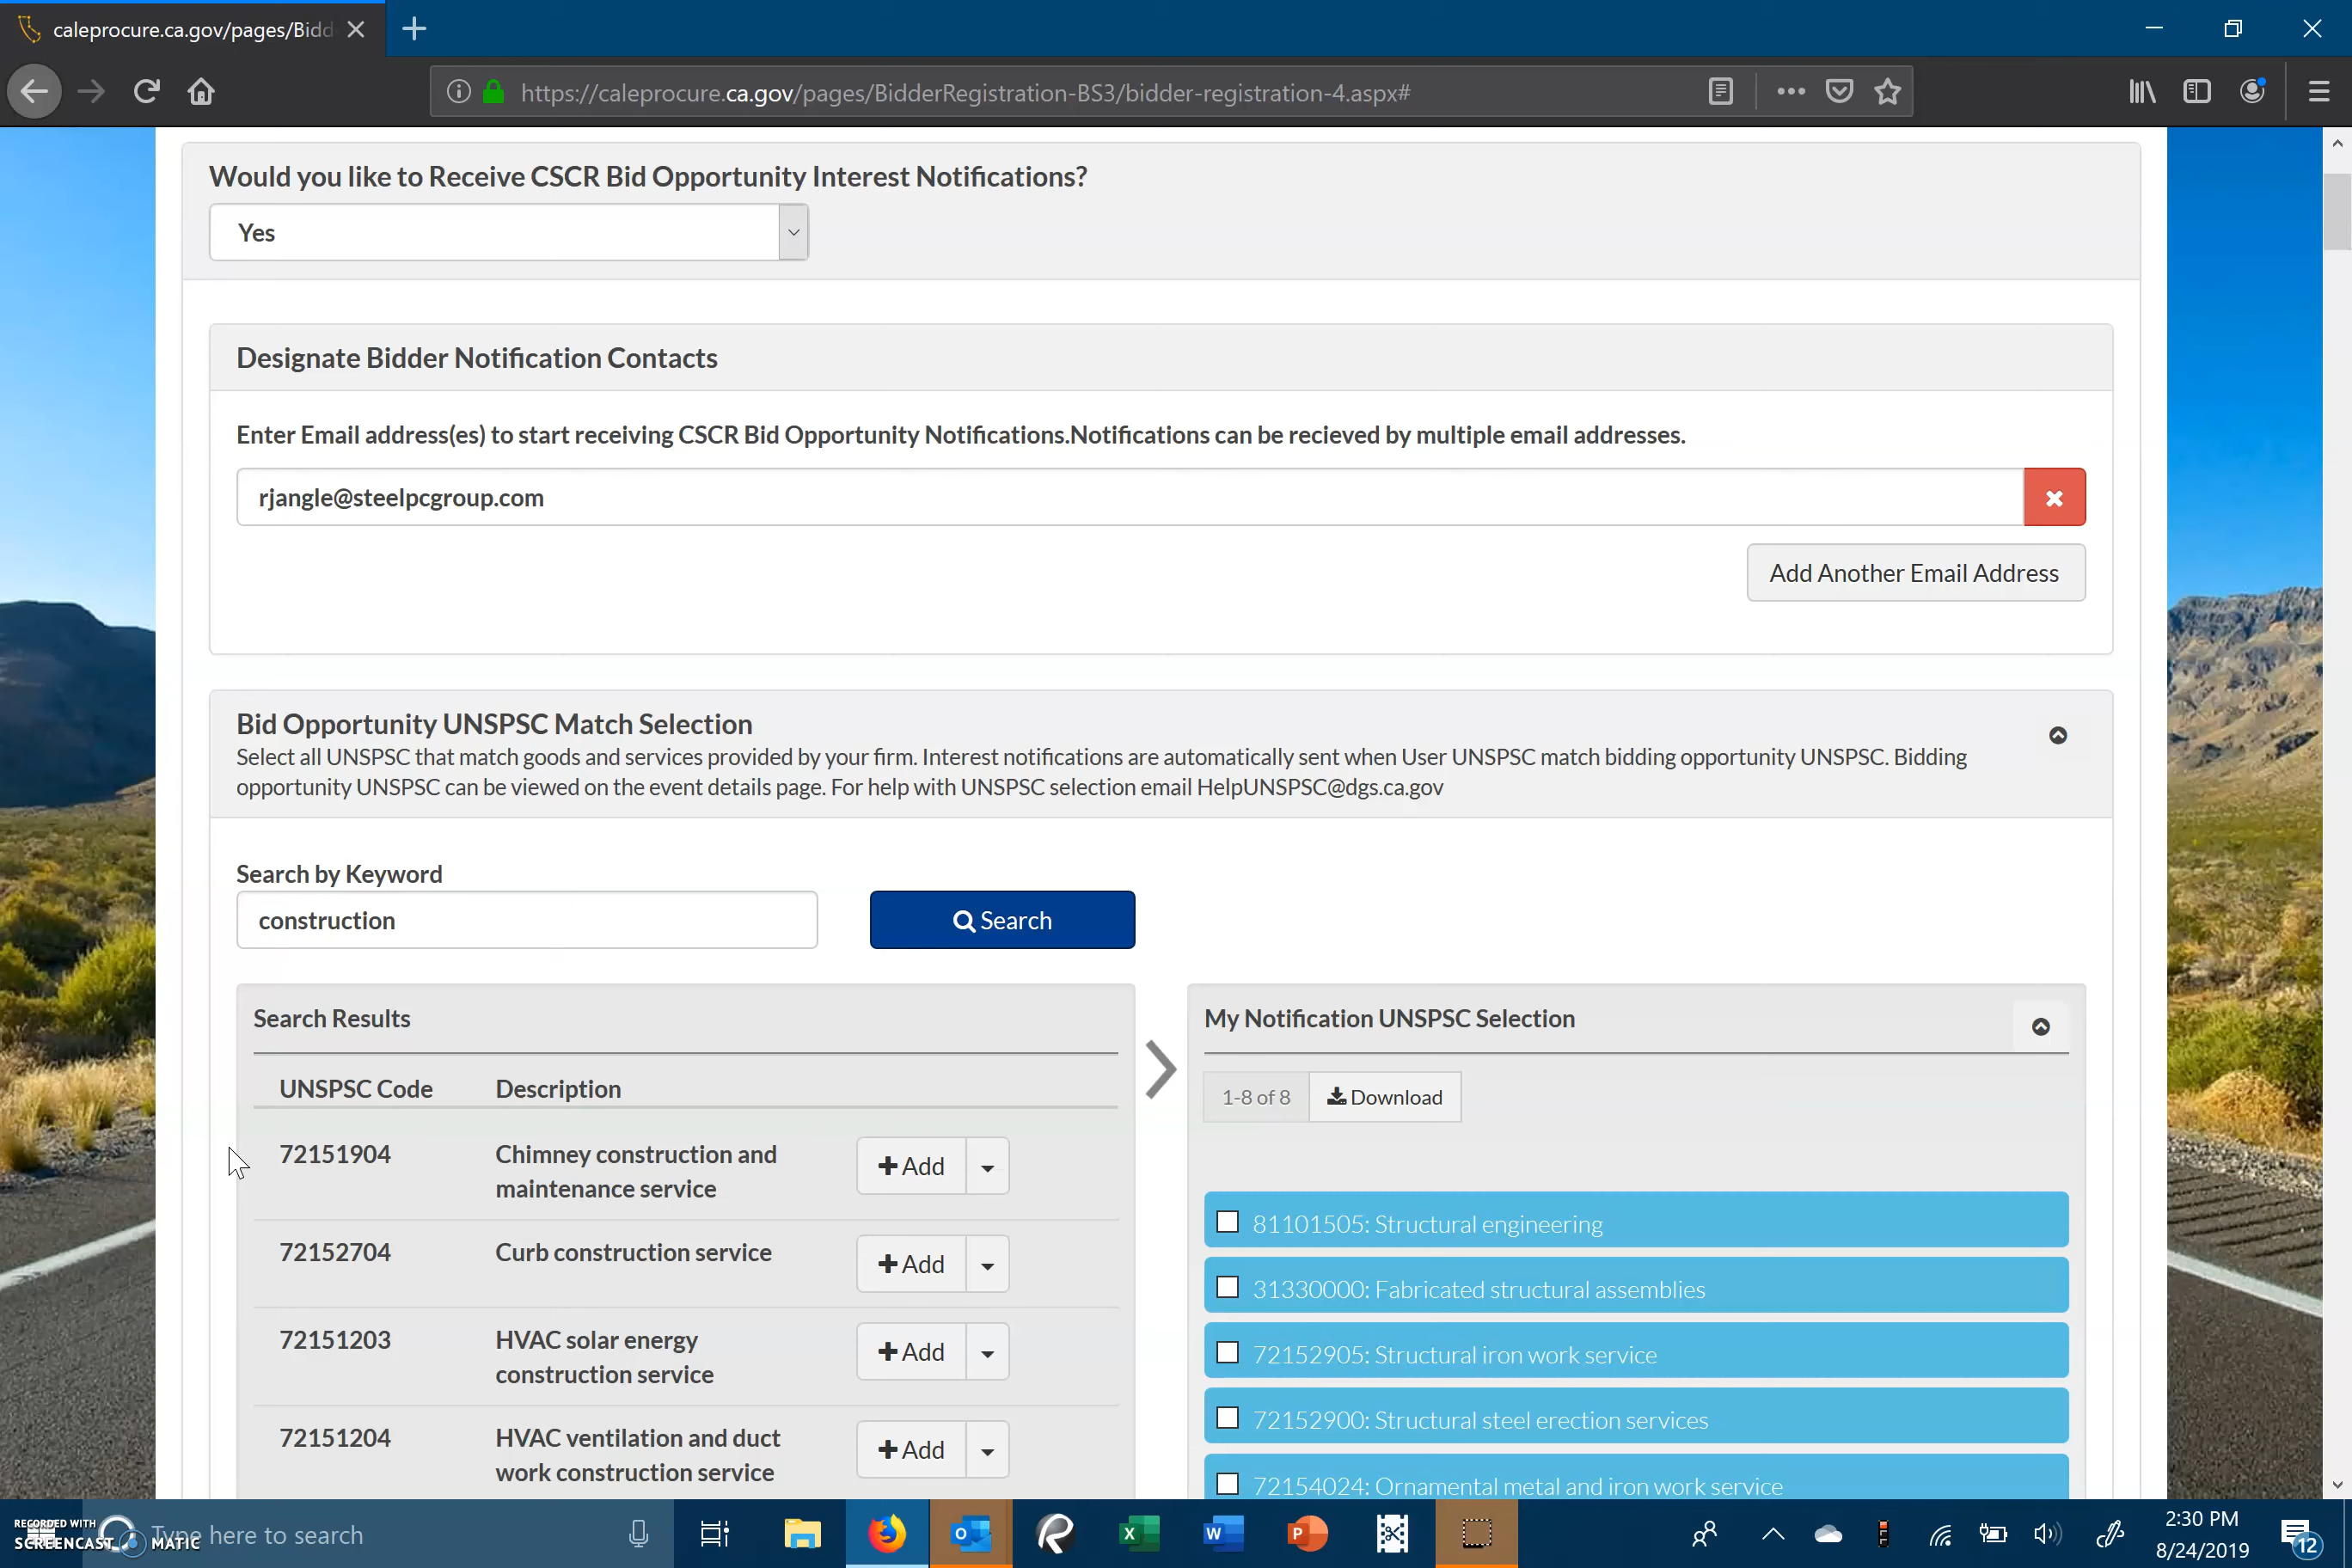 caleprocure.ca.gov/pages/Bidd
https://caleprocure.ca.gov/pages/BidderRegistration-BS3/bidder-registration-4.aspx#
Would you like to Receive CSCR Bid Opportunity Interest Notifications?
Yes
Designate Bidder Notification Contacts
Enter Email address(es) to start receiving CSCR Bid Opportunity Notifications.Notifications can be recieved by multiple email addresses.
rjangle@steelpcgroup.com
Add Another Email Address
Bid Opportunity UNSPSC Match Selection
Select all UNSPSC that match goods and services provided by your firm. Interest notifications are automatically sent when User UNSPSC match bidding opportunity UNSPSC. Bidding
opportunity UNSPSC can be viewed on the event details page. For help with UNSPSC selection email HelpUNSPSC@dgs.ca.gov
Search by Keyword
construction
Search
Search Results
UNSPSC Code Description
72151904 Chimney construction and
maintenance service
Add
72152704 Curb construction service
Add
72151203 HVAC solar energy
construction service
Add
72151204 HVAC ventilation and duct
work construction service
Add
My Notification UNSPSC Selection
1-8 of 8
Download
81101505: Structural engineering
31330000: Fabricated structural assemblies
72152905: Structural iron work service
72152900: Structural steel erection services
72154024: Ornamental metal and iron work service
RECORDED WITH
SCREENCAST MATIC
Type here to search
2:30 PM
8/24/2019
12